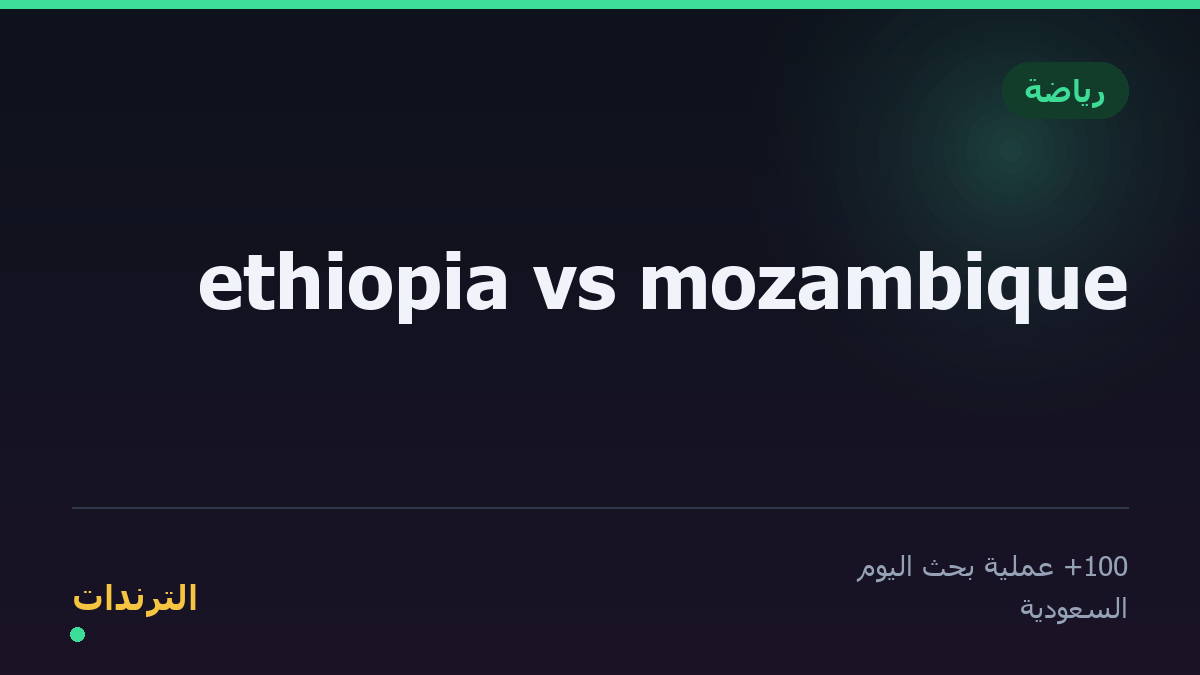 رياضة
ethiopia vs mozambique
+100 عملية بحث اليوم
السعودية
الترندات